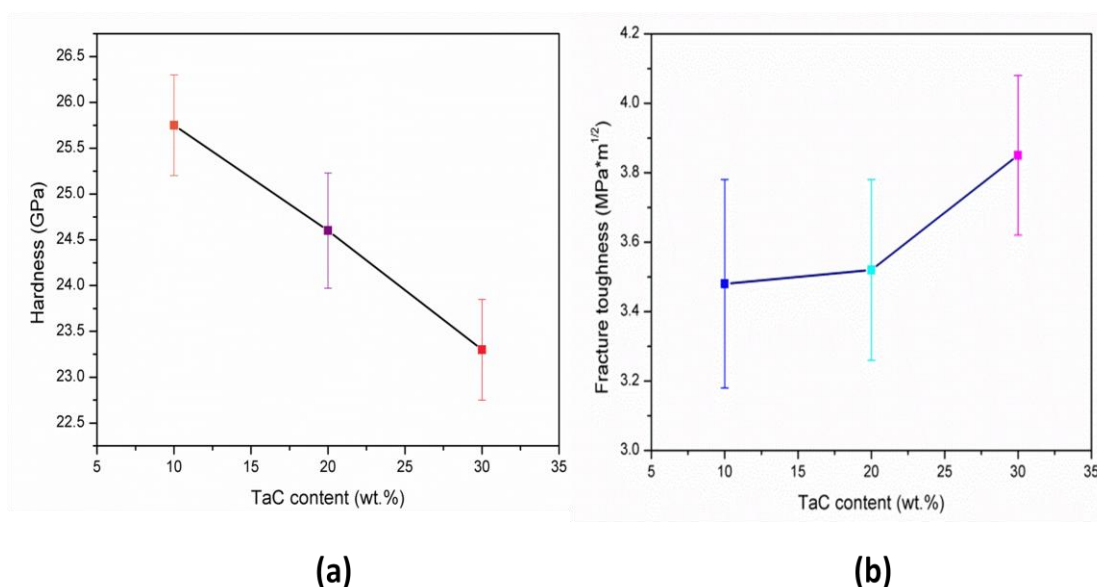 26.5
26.0
25.5
25.0
24.5
24.0
23.5
23.0
22.5
Hardness (GPa)
5 10 15 20 25 30 35
TaC content (wt.%)
(a)
4.2
4.0
3.8
3.6
3.4
3.2
3.0
Fracture toughness (MPa*m^1/2)
5 10 15 20 25 30 35
TaC content (wt.%)
(b)